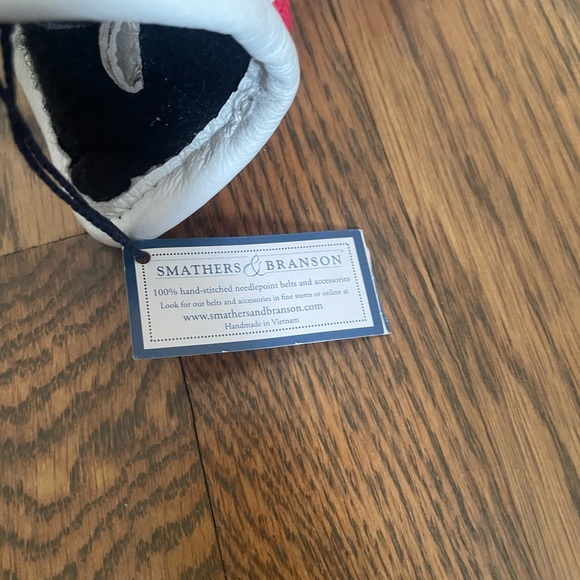 SMATHERS & BRANSON™
100% hand-stitched needlepoint belts and accessories
Look for our belts and accessories in fine stores or online at
www.smathersandbranson.com
Handmade in Vietnam